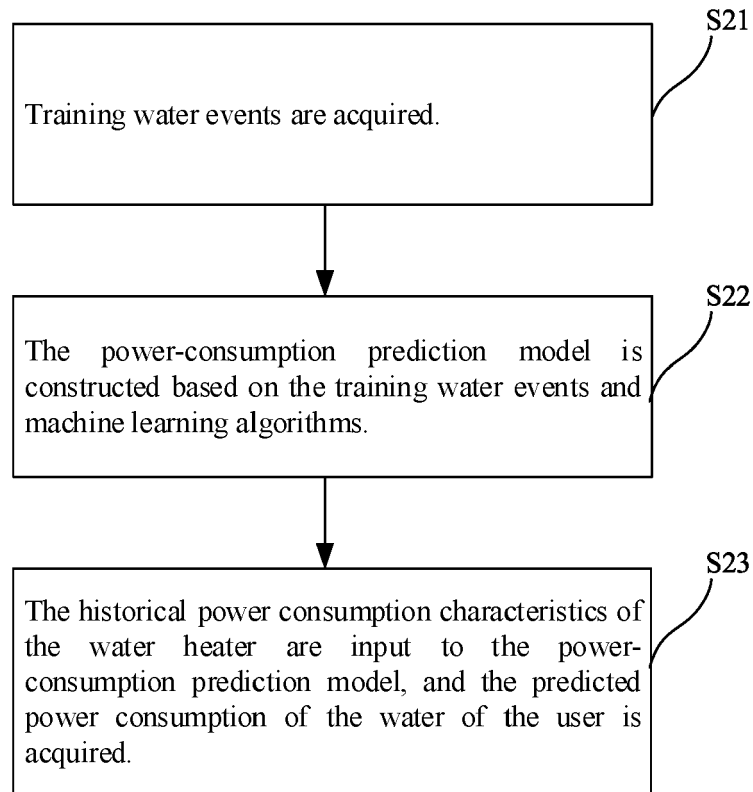 S21
Training water events are acquired.
S22
The power-consumption prediction model is
constructed based on the training water events and
machine learning algorithms.
S23
The historical power consumption characteristics of
the water heater are input to the power-
consumption prediction model, and the predicted
power consumption of the water of the user is
acquired.